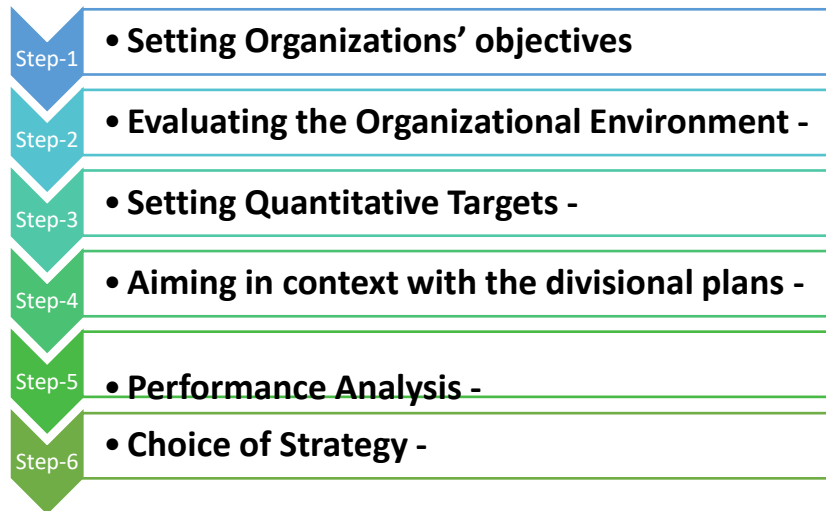 Step-1
• Setting Organizations’ objectives
Step-2
• Evaluating the Organizational Environment -
Step-3
• Setting Quantitative Targets -
Step-4
• Aiming in context with the divisional plans -
Step-5
• Performance Analysis -
Step-6
• Choice of Strategy -